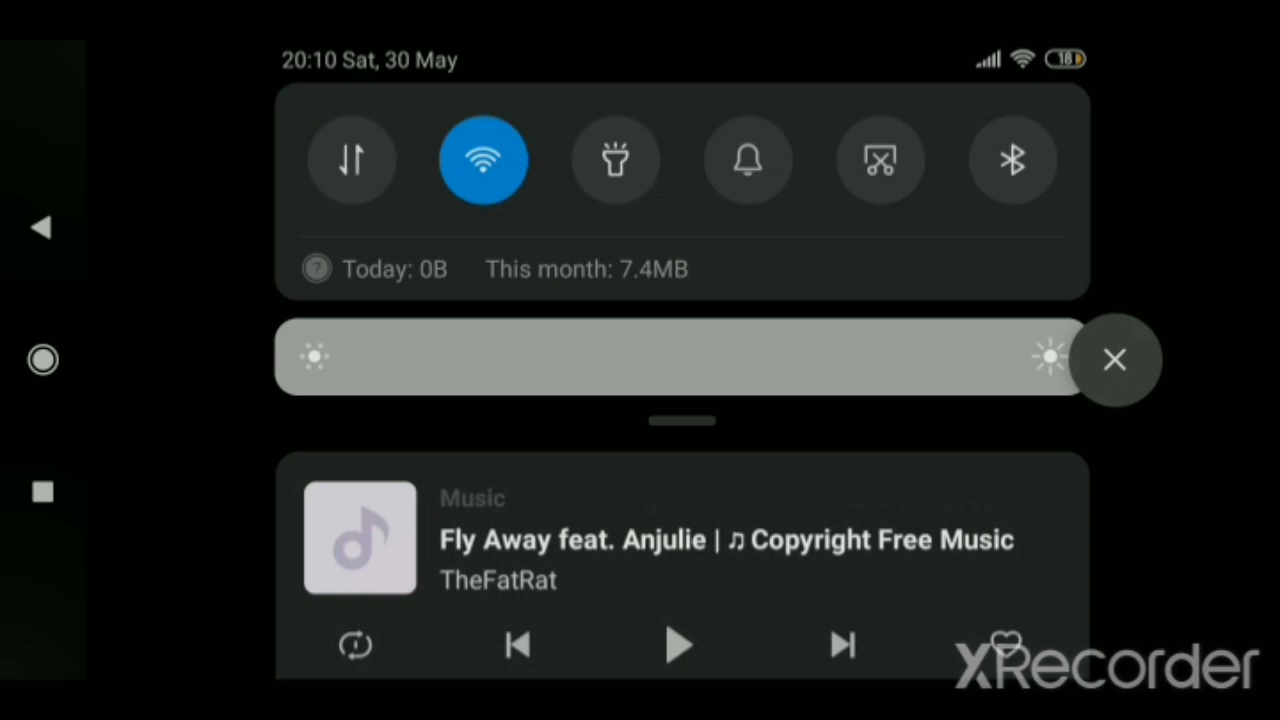 20:10 Sat, 30 May
18
Today: 0B This month: 7.4MB
Music
Fly Away feat. Anjulie | ♫ Copyright Free Music
TheFatRat
XRecorder